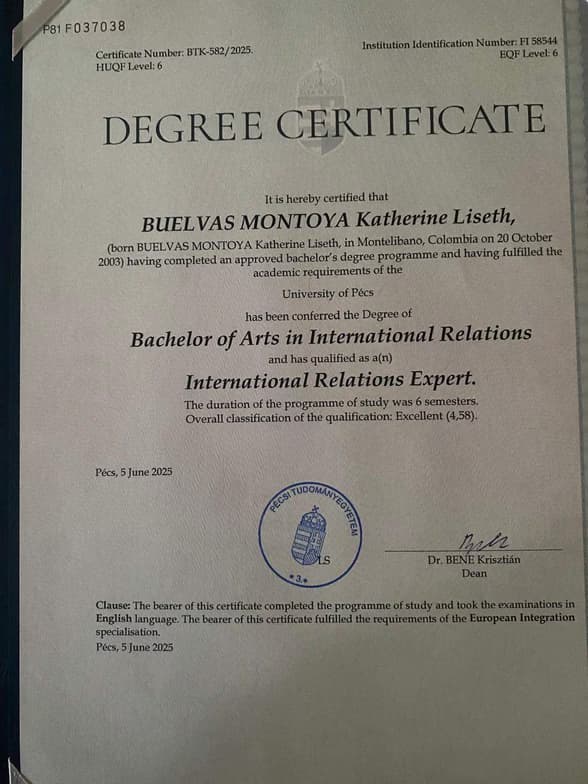 P81 F037038
Certificate Number: BTK-582/2025.
HUQF Level: 6
Institution Identification Number: FI 58544
EQF Level: 6
DEGREE CERTIFICATE
It is hereby certified that
BUELVAS MONTOYA Katherine Liseth,
(born BUELVAS MONTOYA Katherine Liseth, in Montelibano, Colombia on 20 October
2003) having completed an approved bachelor's degree programme and having fulfilled the
academic requirements of the
University of Pécs
has been conferred the Degree of
Bachelor of Arts in International Relations
and has qualified as a(n)
International Relations Expert.
The duration of the programme of study was 6 semesters.
Overall classification of the qualification: Excellent (4,58).
Pécs, 5 June 2025
PÉCSI TUDOMÁNYEGYETEM
LS
* 3. *
Dr. BENE Krisztián
Dean
Clause: The bearer of this certificate completed the programme of study and took the examinations in
English language. The bearer of this certificate fulfilled the requirements of the European Integration
specialisation.
Pécs, 5 June 2025